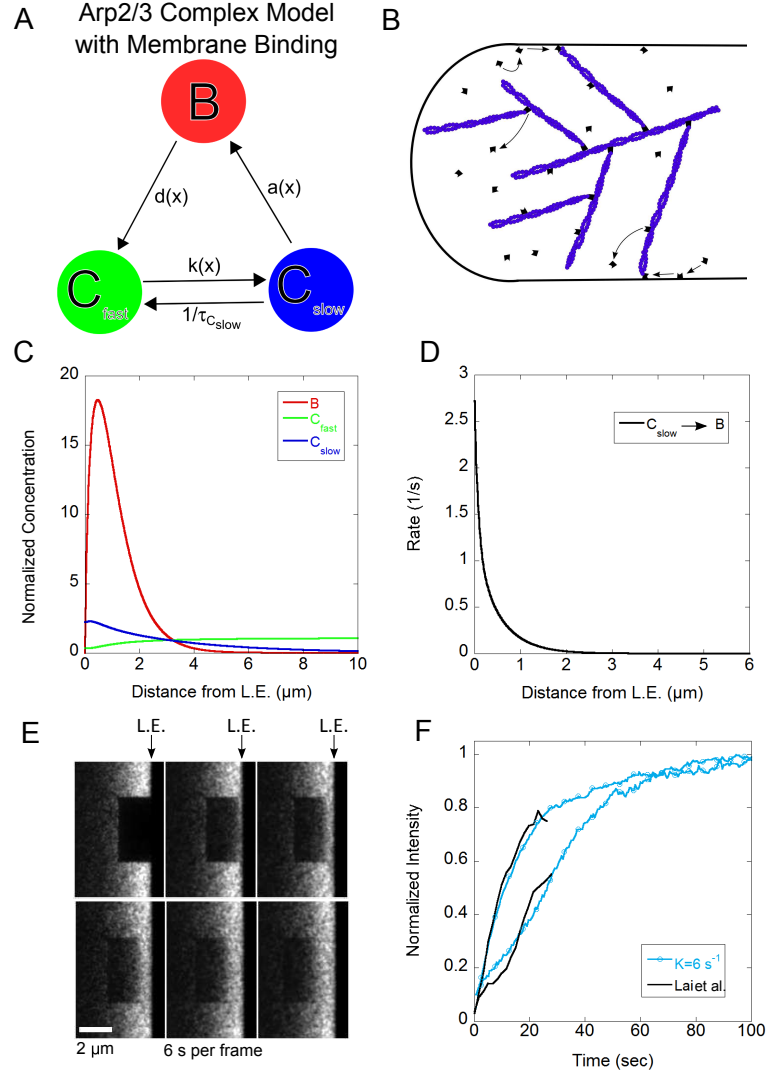 A
Arp2/3 Complex Model
with Membrane Binding
B
d(x)
a(x)
C fast
k(x)
1/τCslow
C slow
B
C
Normalized Concentration
20
15
10
5
0
B
Cfast
Cslow
0 2 4 6 8 10
Distance from L.E. (μm)
D
Rate (1/s)
3
2.5
2
1.5
1
0.5
0
Cslow → B
0 1 2 3 4 5 6
Distance from L.E. (μm)
E
L.E. L.E. L.E.
2 μm 6 s per frame
F
Normalized Intensity
1
0.8
0.6
0.4
0.2
0
K=6 s⁻¹
Lai et al.
0 20 40 60 80 100
Time (sec)